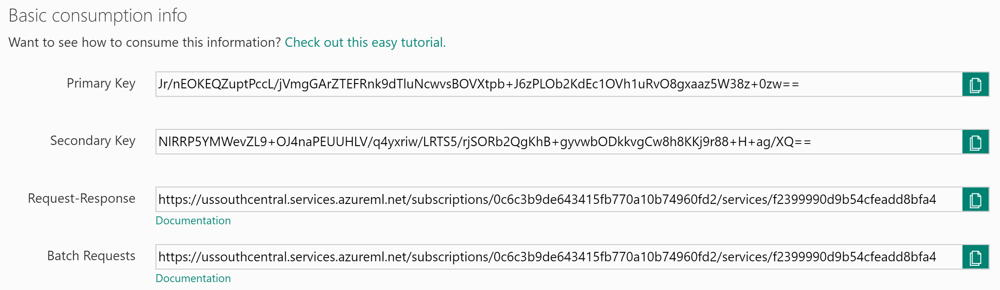 Basic consumption info
Want to see how to consume this information? Check out this easy tutorial.
Primary Key Jr/nEOKEQZuptPccL/jVmgGArZTEFRnk9dTluNcwvsBOVXtpb+J6zPLOb2KdEc1OVh1uRvO8gxaaz5W38z+0zw==
Secondary Key NlRRP5YMWevZL9+OJ4naPEUUHLV/q4yxriw/LRTS5/rjSORb2QgKhB+gyvwbODkkvgCw8h8KKj9r88+H+ag/XQ==
Request-Response https://ussouthcentral.services.azureml.net/subscriptions/0c6c3b9de643415fb770a10b74960fd2/services/f2399990d9b54cfeadd8bfa4
Documentation
Batch Requests https://ussouthcentral.services.azureml.net/subscriptions/0c6c3b9de643415fb770a10b74960fd2/services/f2399990d9b54cfeadd8bfa4
Documentation